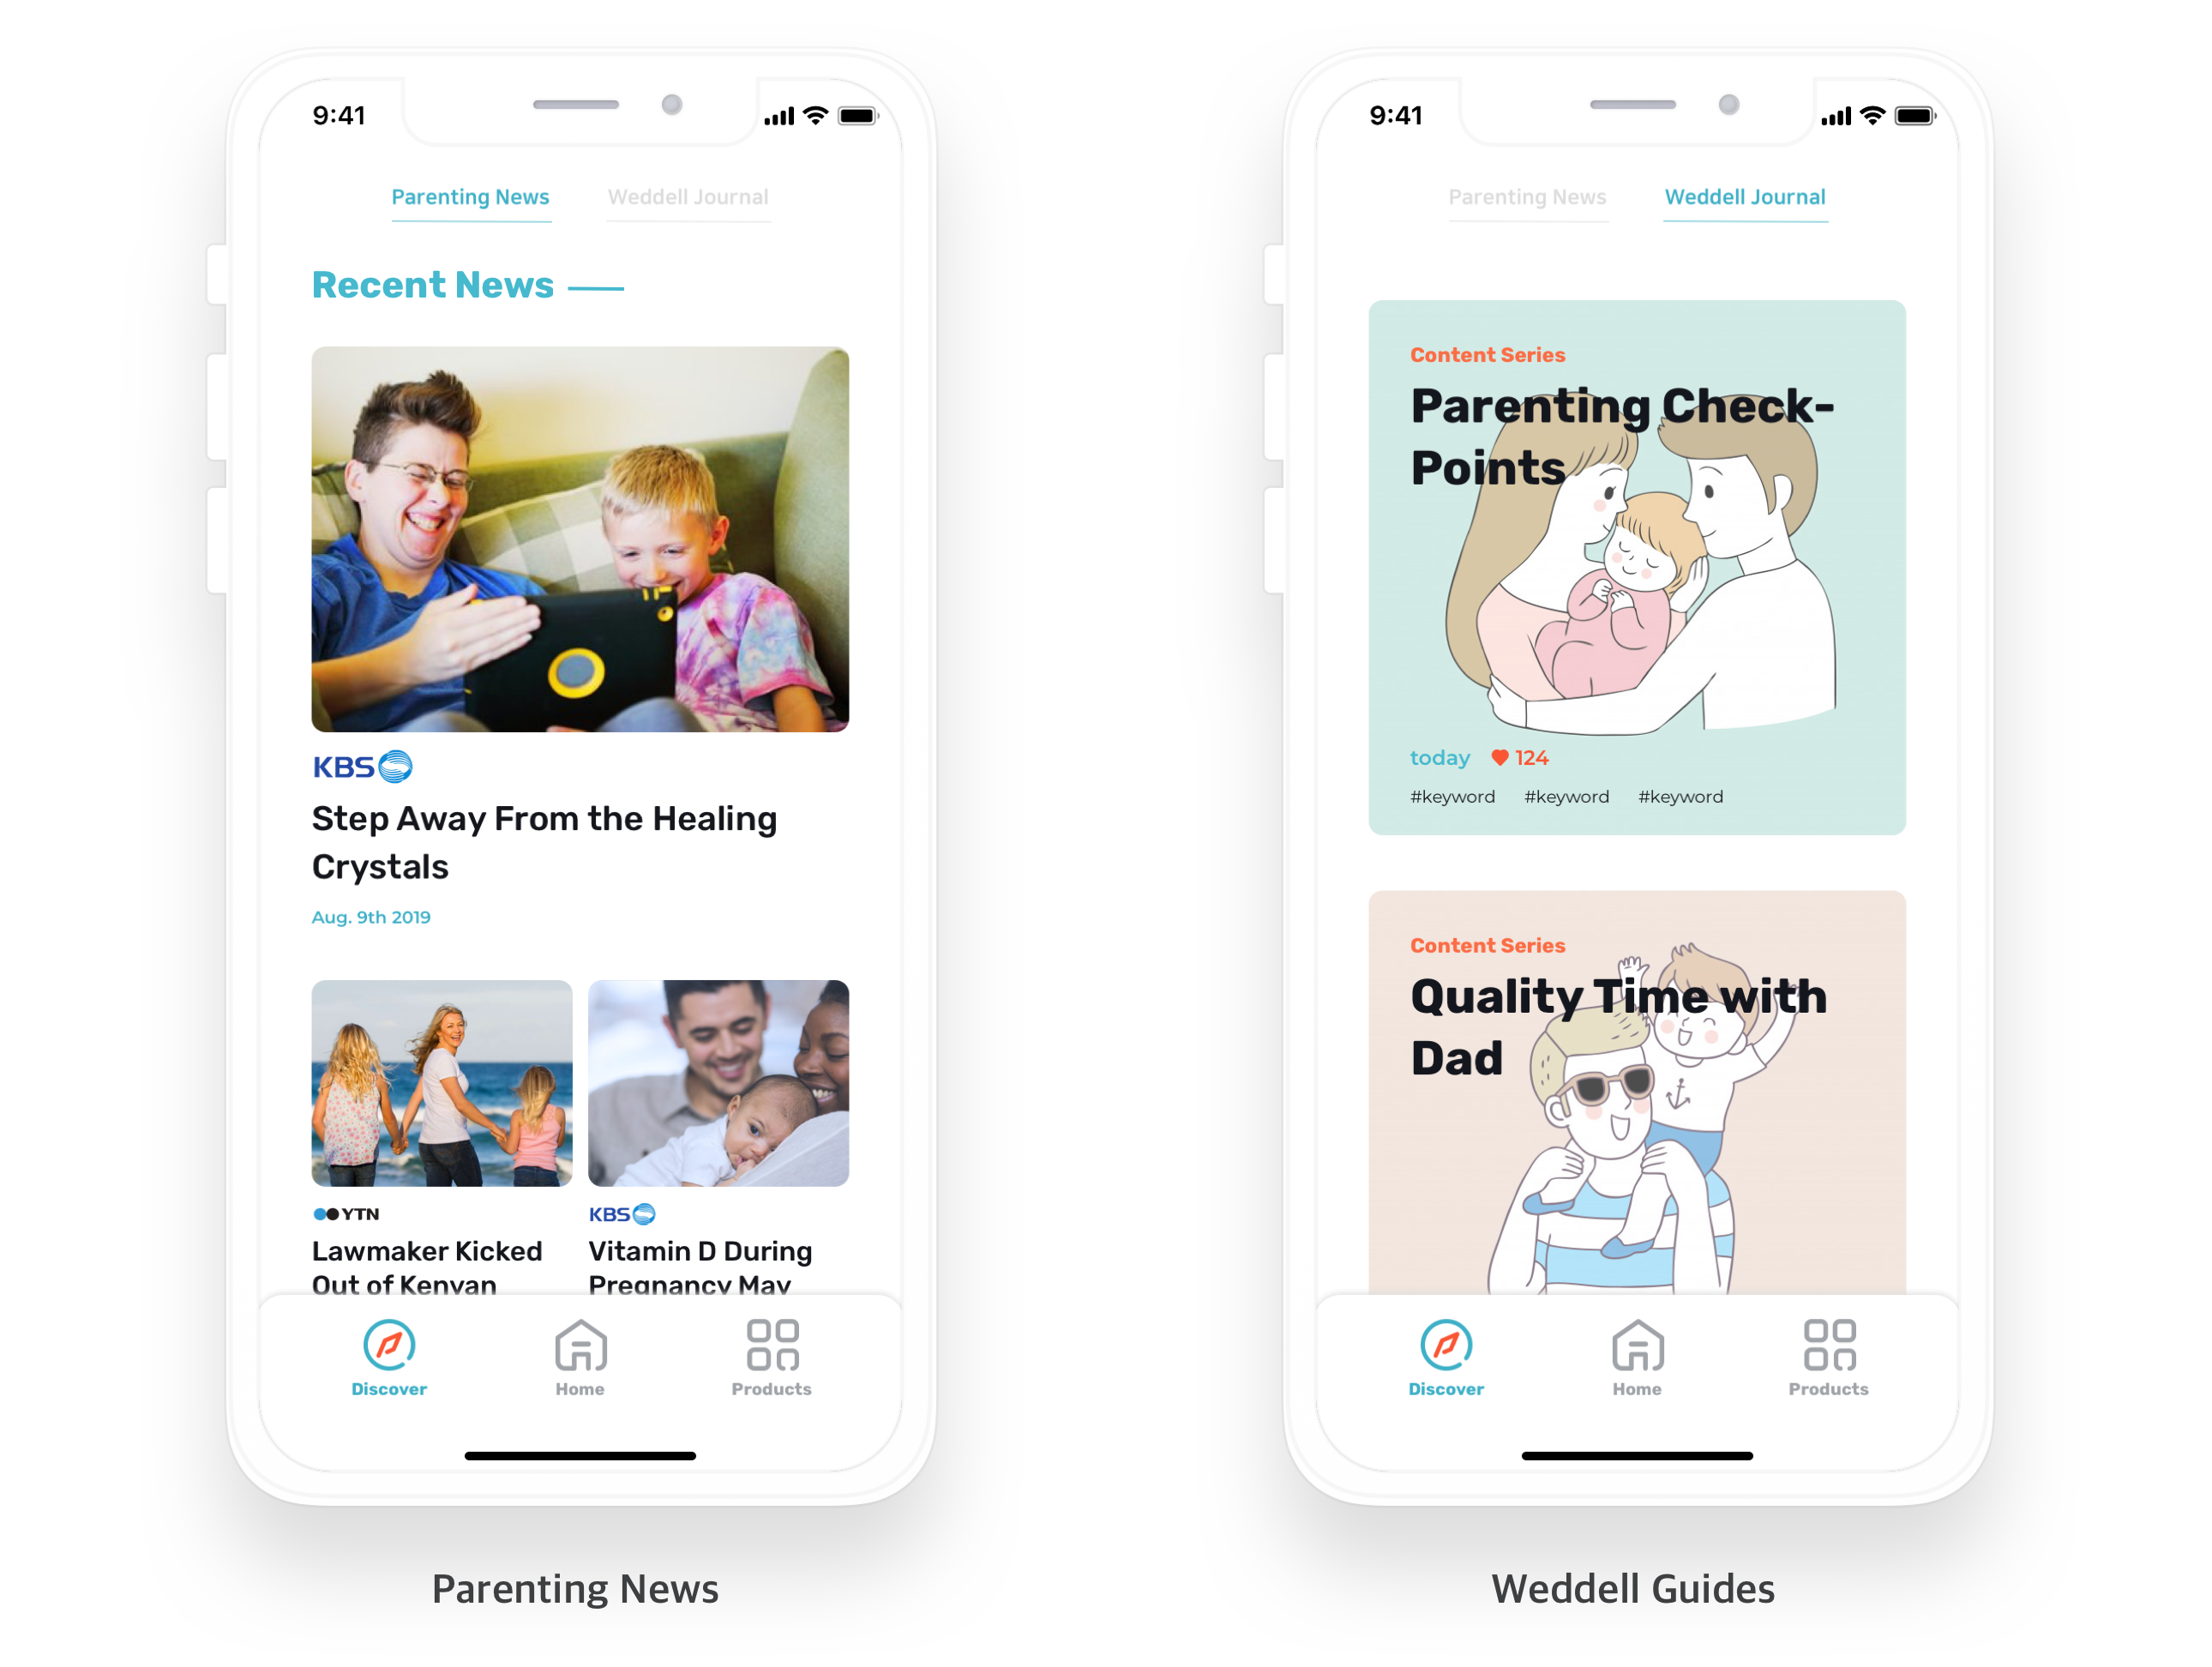 9:41
Parenting News
Weddell Journal
Recent News
KBS
Step Away From the Healing
Crystals
Aug. 9th 2019
YTN
Lawmaker Kicked
Out of Kenyan
KBS
Vitamin D During
Pregnancy May
Discover
Home
Products
Parenting News
9:41
Parenting News
Weddell Journal
Content Series
Parenting Check-
Points
today
124
#keyword #keyword #keyword
Content Series
Quality Time with
Dad
Discover
Home
Products
Weddell Guides